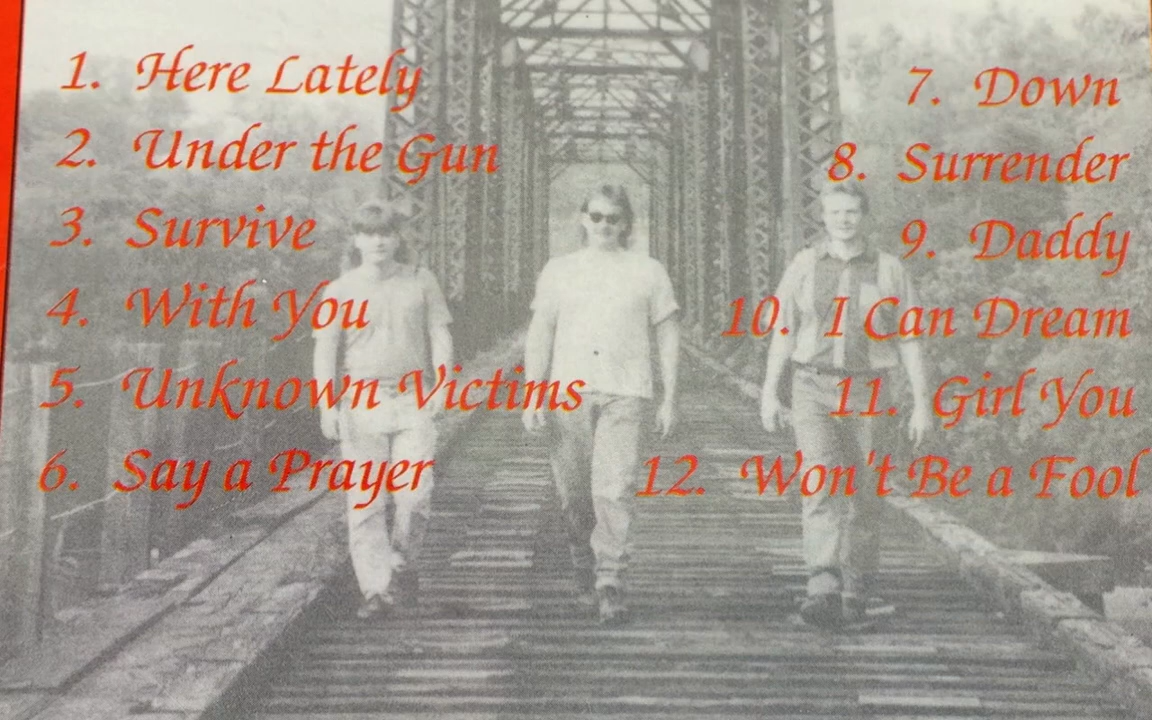 1. Here Lately
2. Under the Gun
3. Survive
4. With You
5. Unknown Victims
6. Say a Prayer
7. Down
8. Surrender
9. Daddy
10. I Can Dream
11. Girl You
12. Won't Be a Fool